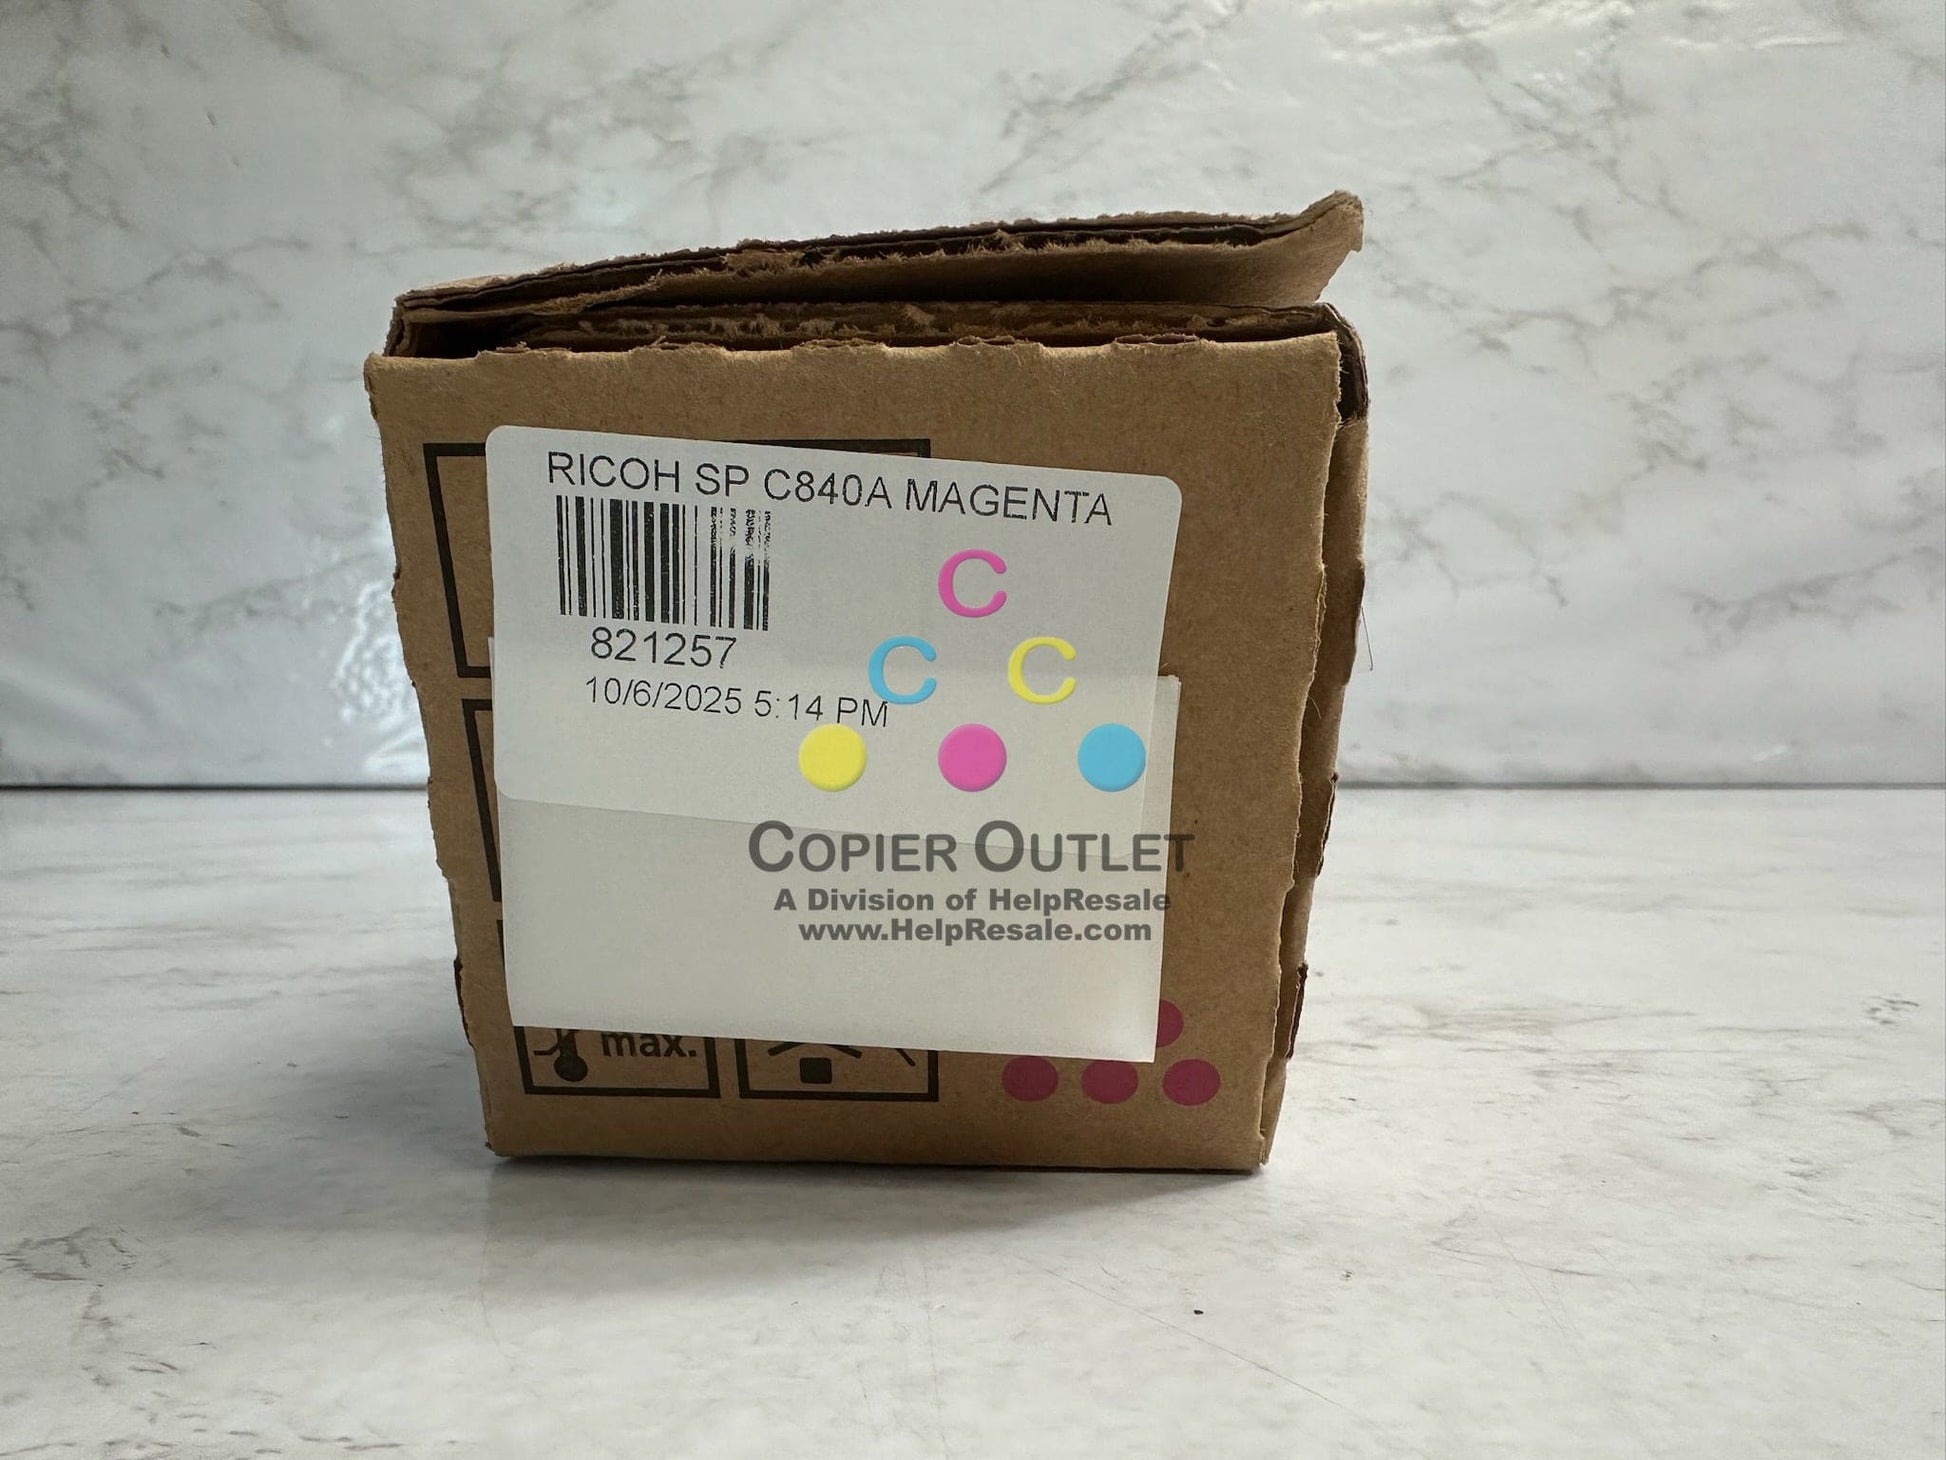 RICOH SP C840A MAGENTA
821257
10/6/2025 5:14 PM
C
C C
COPIER OUTLET
A Division of HelpResale
www.HelpResale.com
max.